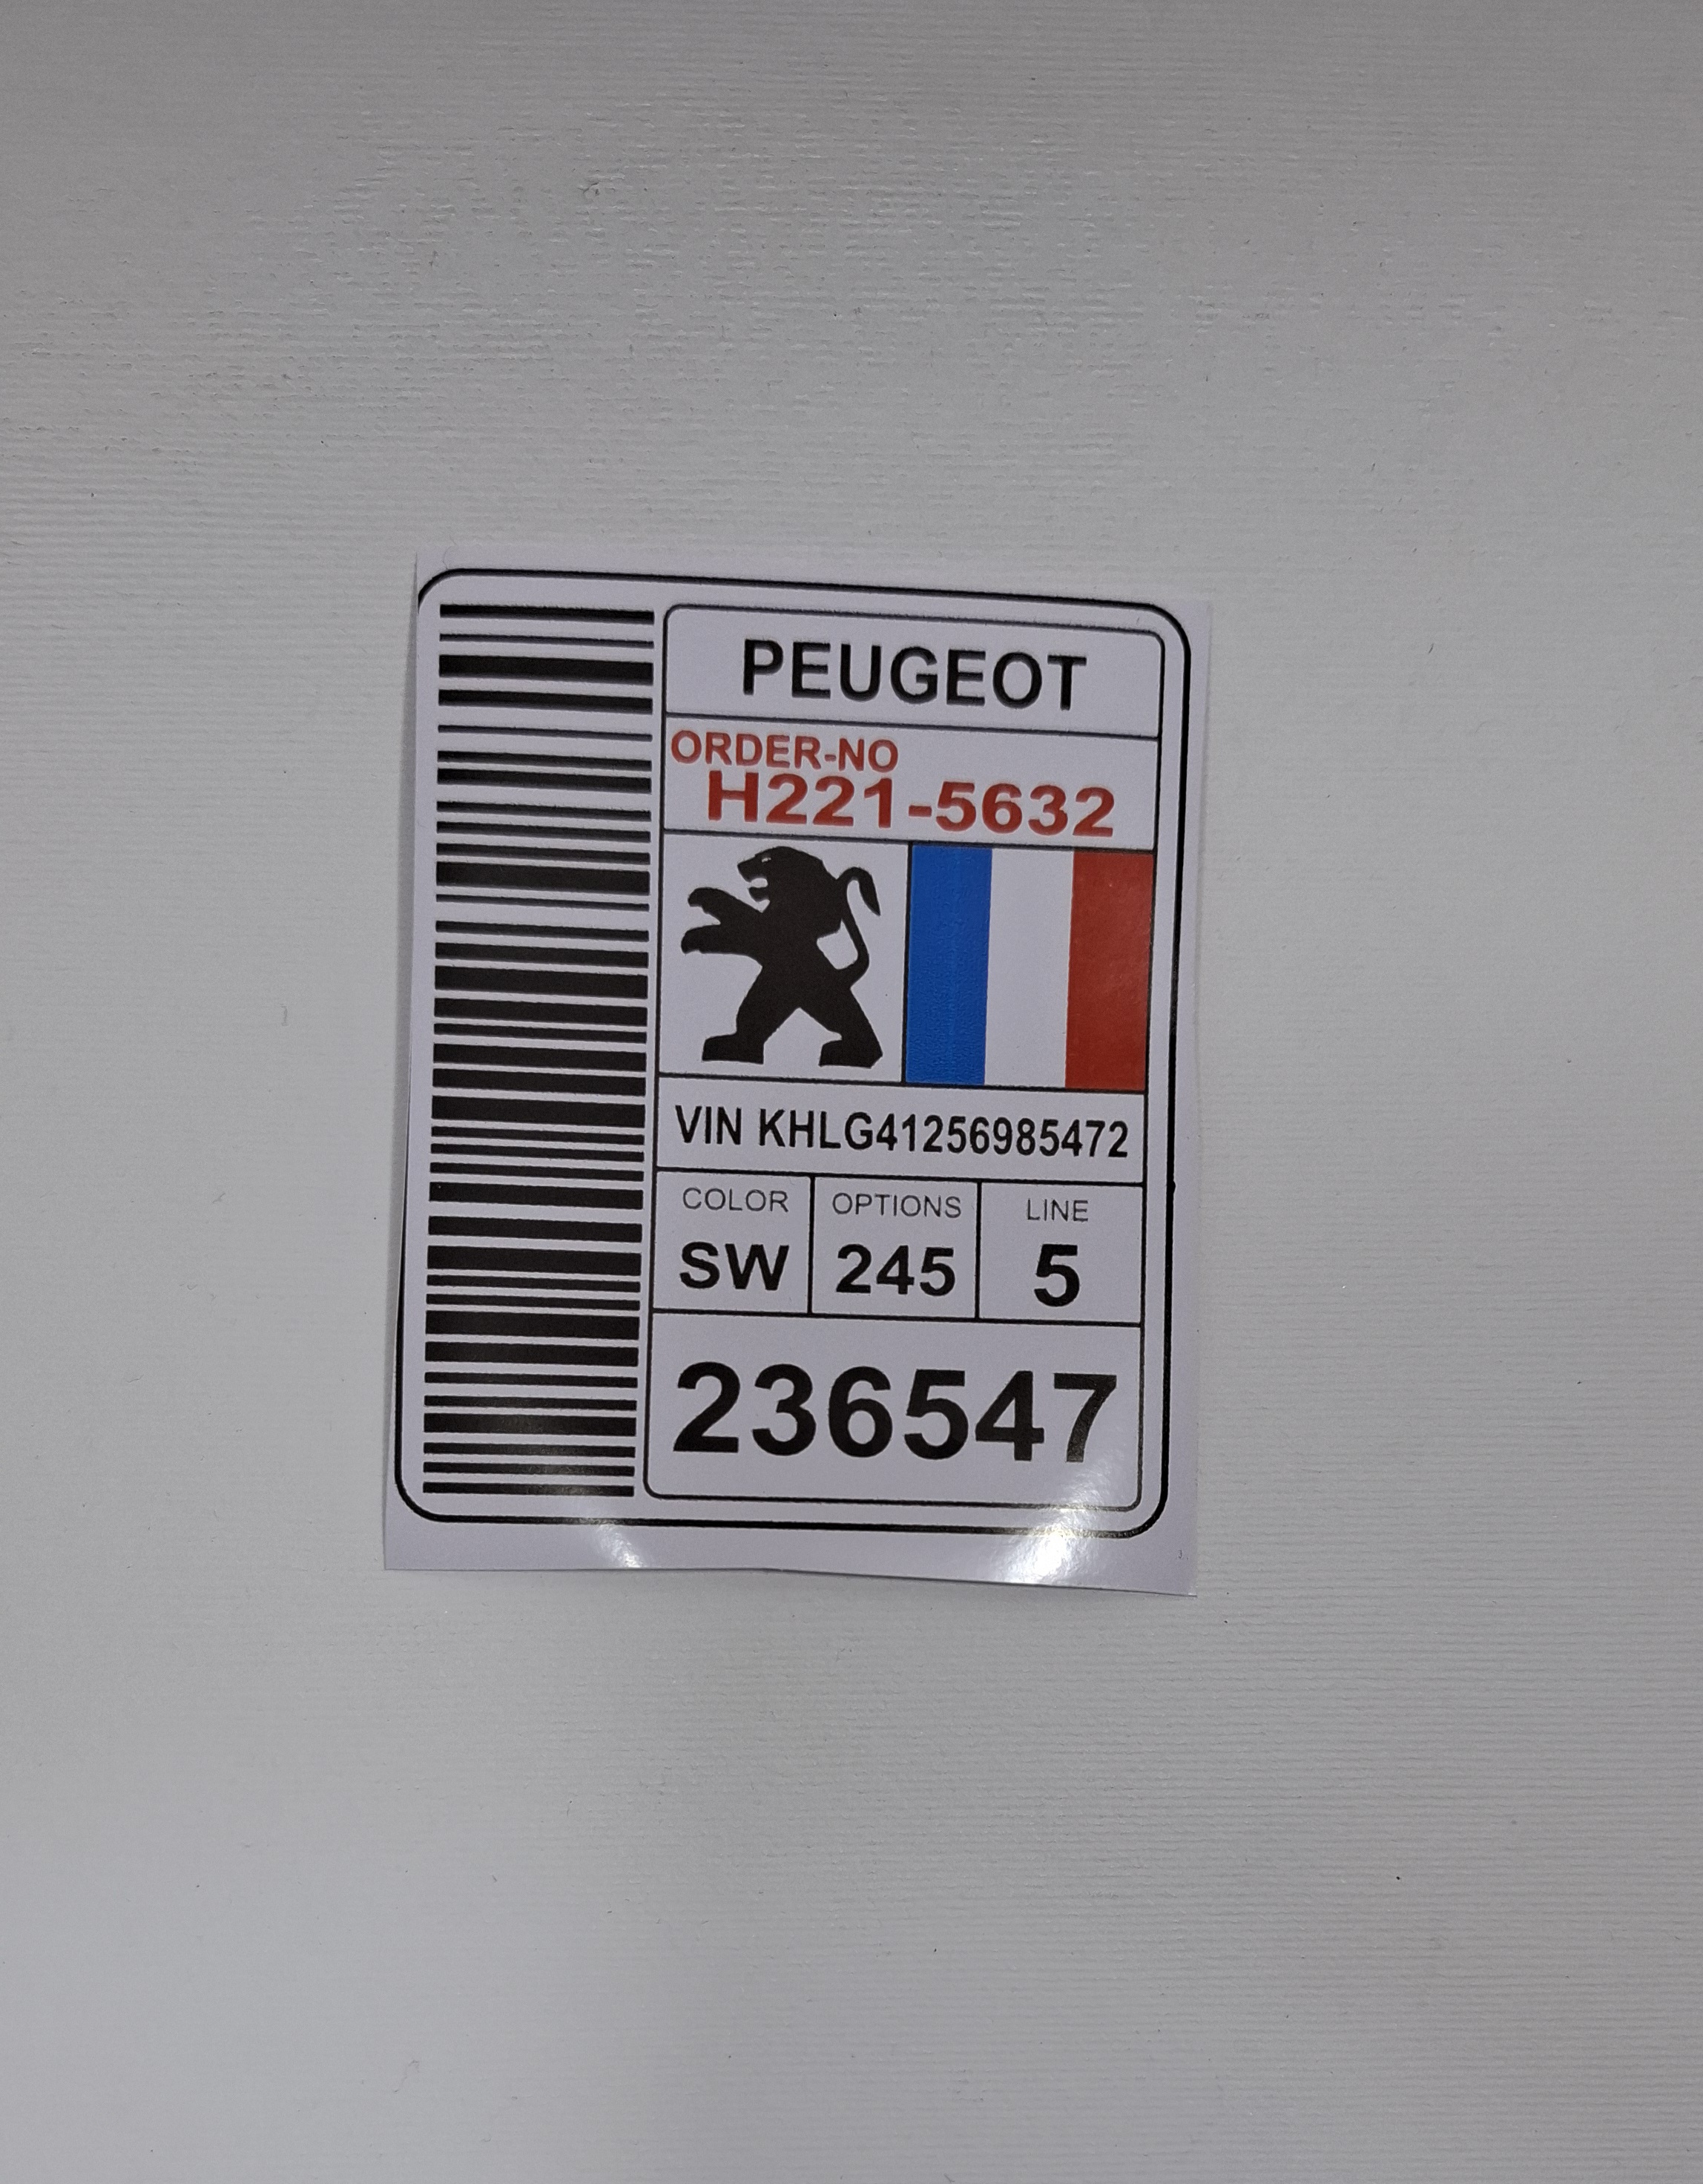 PEUGEOT
ORDER-NO
H221-5632
VIN KHLG41256985472
COLOR OPTIONS LINE
SW 245 5
236547